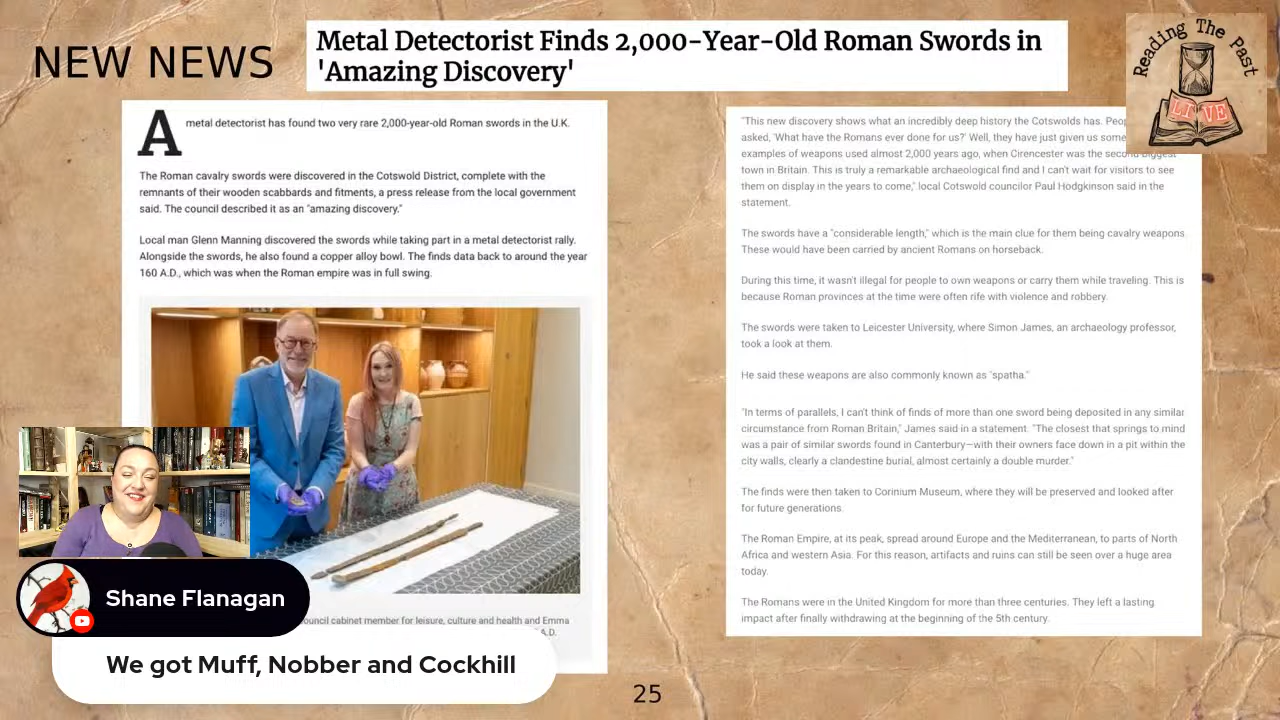 NEW NEWS
Metal Detectorist Finds 2,000-Year-Old Roman Swords in
'Amazing Discovery'
Reading The Past
LIVE
A metal detectorist has found two very rare 2,000-year-old Roman swords in the U.K.
The Roman cavalry swords were discovered in the Cotswold District, complete with the
remnants of their wooden scabbards and fitments, a press release from the local government
said. The council described it as an "amazing discovery."
Local man Glenn Manning discovered the swords while taking part in a metal detectorist rally.
Alongside the swords, he also found a copper alloy bowl. The finds data back to around the year
160 A.D., which was when the Roman empire was in full swing.
ouncil cabinet member for leisure, culture and health and Emma
A.D.
"This new discovery shows what an incredibly deep history the Cotswolds has.
asked, 'What have the Romans ever done for us?' Well, they have just given us some
examples of weapons used almost 2,000 years ago, when Cirencester was the second biggest
town in Britain. This is truly a remarkable archaeological find and I can't wait for visitors to see
them on display in the years to come," local Cotswold councilor Paul Hodgkinson said in the
statement.
The swords have a "considerable length," which is the main clue for them being cavalry weapons.
These would have been carried by ancient Romans on horseback.
During this time, it wasn't illegal for people to own weapons or carry them while traveling. This is
because Roman provinces at the time were often rife with violence and robbery.
The swords were taken to Leicester University, where Simon James, an archaeology professor,
took a look at them.
He said these weapons are also commonly known as "spatha."
"In terms of parallels, I can't think of finds of more than one sword being deposited in any similar
circumstance from Roman Britain," James said in a statement. "The closest that springs to mind
was a pair of similar swords found in Canterbury—with their owners face down in a pit within the
city walls, clearly a clandestine burial, almost certainly a double murder."
The finds were then taken to Corinium Museum, where they will be preserved and looked after
for future generations.
The Roman Empire, at its peak, spread around Europe and the Mediterranean, to parts of North
Africa and western Asia. For this reason, artifacts and ruins can still be seen over a huge area
today.
The Romans were in the United Kingdom for more than three centuries. They left a lasting
impact after finally withdrawing at the beginning of the 5th century.
Shane Flanagan
We got Muff, Nobber and Cockhill
25